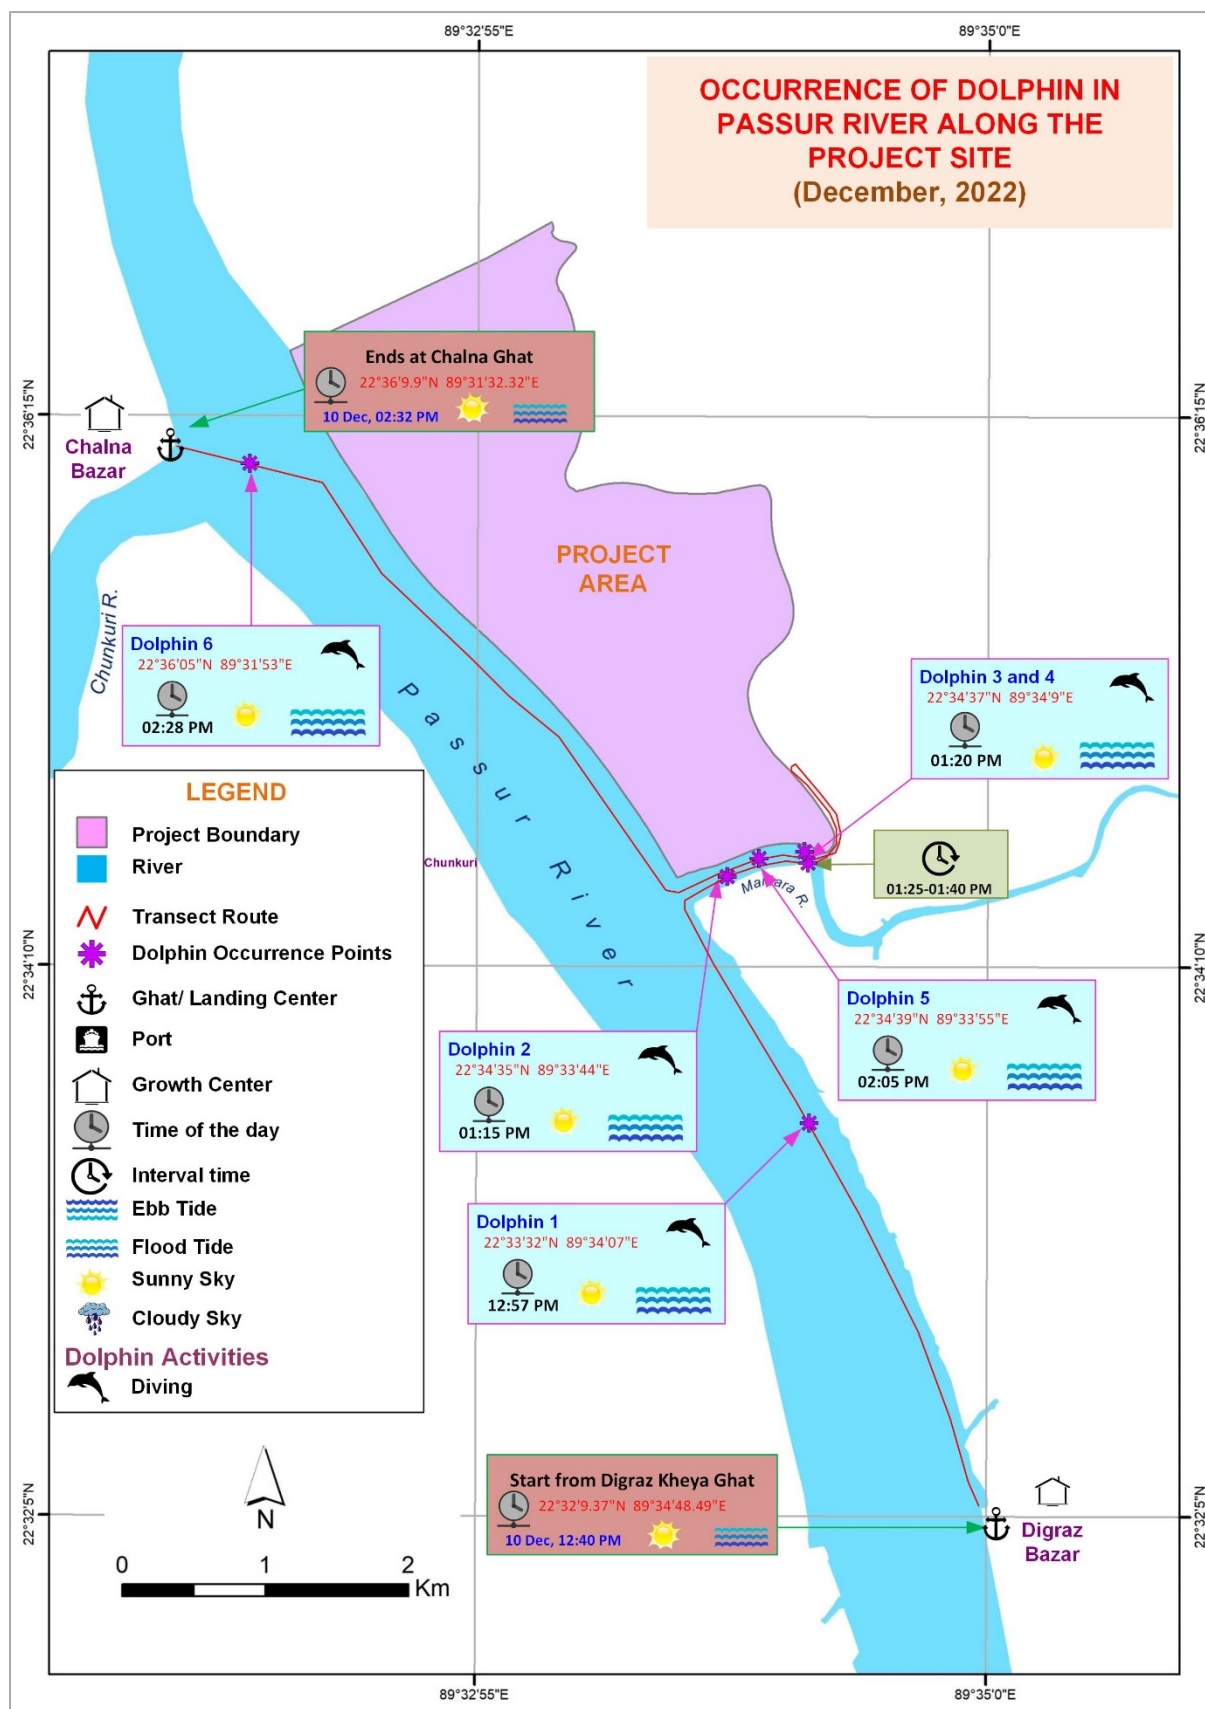 89°32'55"E
89°35'0"E
OCCURRENCE OF DOLPHIN IN
PASSUR RIVER ALONG THE
PROJECT SITE
(December, 2022)
Ends at Chalna Ghat
22°36'9.9"N 89°31'32.32"E
10 Dec, 02:32 PM
22°36'15"N
22°36'15"N
Chalna
Bazar
PROJECT
AREA
Chunkuri R.
Dolphin 6
22°36'05"N 89°31'53"E
02:28 PM
Dolphin 3 and 4
22°34'37"N 89°34'9"E
01:20 PM
Passur River
LEGEND
Project Boundary
River
Transect Route
Dolphin Occurrence Points
Ghat/ Landing Center
Port
Growth Center
Time of the day
Interval time
Ebb Tide
Flood Tide
Sunny Sky
Cloudy Sky
Dolphin Activities
Diving
Chunkuri
01:25-01:40 PM
22°34'10"N
22°34'10"N
Dolphin 5
22°34'39"N 89°33'55"E
02:05 PM
Dolphin 2
22°34'35"N 89°33'44"E
01:15 PM
Dolphin 1
22°33'32"N 89°34'07"E
12:57 PM
Start from Digraz Kheya Ghat
22°32'9.37"N 89°34'48.49"E
10 Dec, 12:40 PM
22°32'5"N
22°32'5"N
Digraz
Bazar
N
0 1 2
Km
89°32'55"E
89°35'0"E